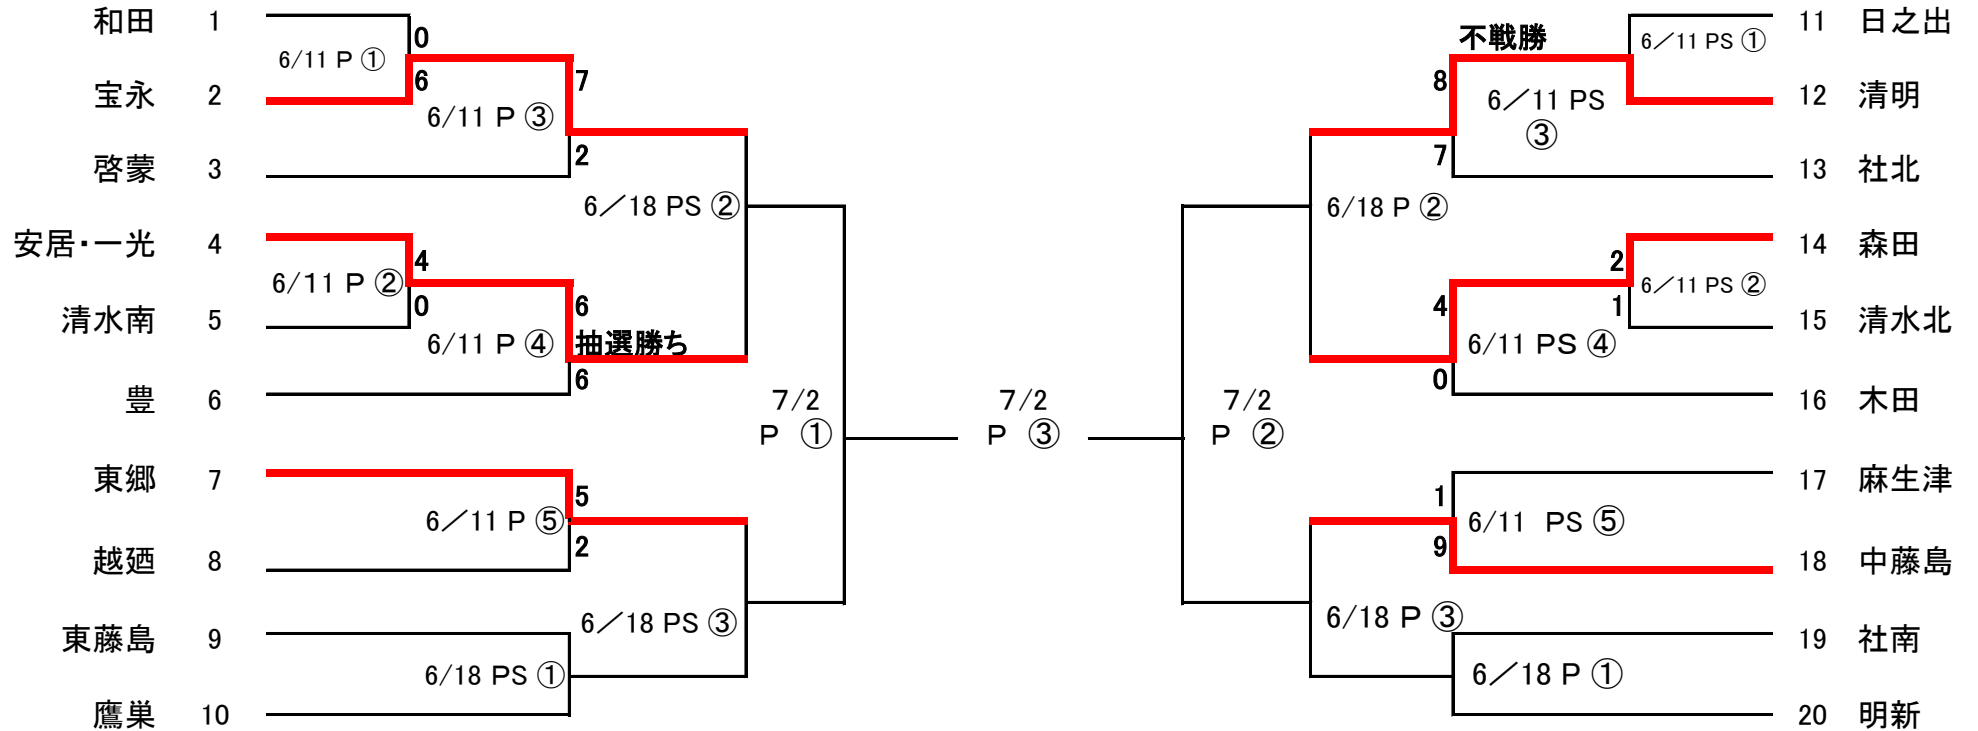 和田 1
0
6/11 P ①
宝永 2
6
7
6/11 P ③
啓蒙 3
2
6／18 PS ②
安居・一光 4
4
6/11 P ②
0
6
清水南 5
6/11 P ④
抽選勝ち
豊 6
6
7/2
P ①
東郷 7
5
6／11 P ⑤
越廼 8
2
東藤島 9
6／18 PS ③
6/18 PS ①
鷹巣 10
7/2
P ③
不戦勝
6／11 PS ①
11 日之出
8
6／11 PS
③
12 清明
7
13 社北
6/18 P ②
2
14 森田
6／11 PS ②
4
1
15 清水北
6/11 PS ④
0
16 木田
7/2
P ②
1
17 麻生津
6/11 PS ⑤
9
18 中藤島
6/18 P ③
19 社南
6／18 P ①
20 明新